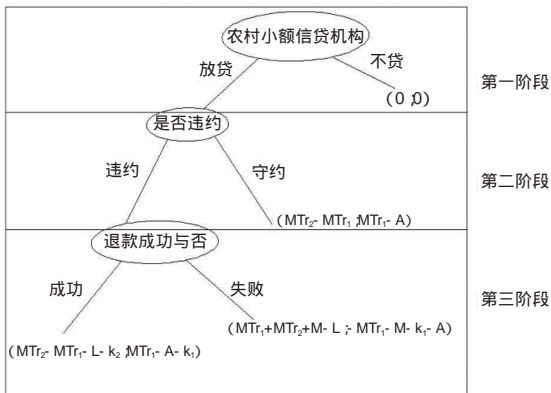 农村小额信贷机构
放贷
不贷
第一阶段
(0;0)
是否违约
违约
守约
第二阶段
(MTr₂- MTr₁;MTr₁- A)
退款成功与否
成功
失败
第三阶段
(MTr₁+MTr₂+M- L;- MTr₁- M- k₁- A)
(MTr₂- MTr₁- L- k₂;MTr₁- A- k₁)